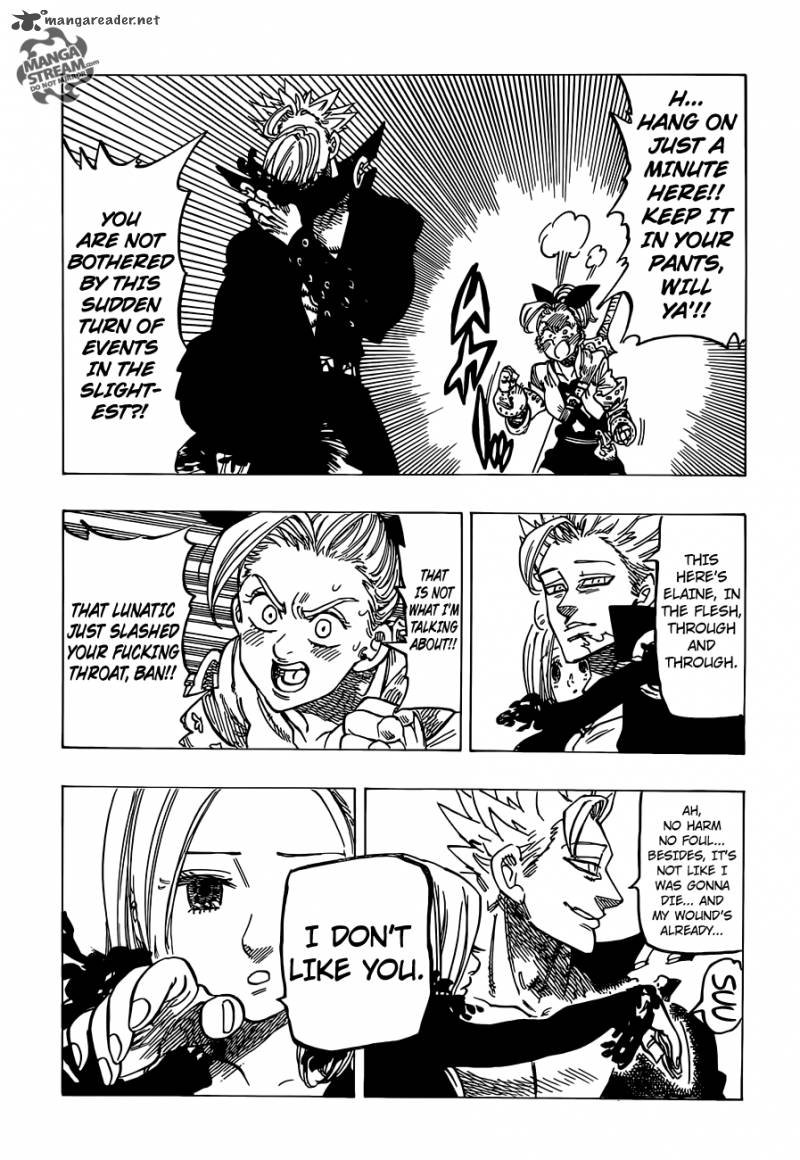 mangareader.net
MANGA
STREAM.com
DO NOT MIRROR
H...
HANG ON
JUST A
MINUTE
HERE!!
KEEP IT
IN YOUR
PANTS,
WILL
YA'!!
YOU
ARE NOT
BOTHERED
BY THIS
SUDDEN
TURN OF
EVENTS
IN THE
SLIGHT-
EST?!
THIS
HERE'S
ELAINE, IN
THE FLESH,
THROUGH
AND
THROUGH.
THAT
IS NOT
WHAT I'M
TALKING
ABOUT!!
THAT LUNATIC
JUST SLASHED
YOUR FUCKING
THROAT, BAN!!
AH,
NO HARM
NO FOUL...
BESIDES, IT'S
NOT LIKE I
WAS GONNA
DIE... AND
MY WOUND'S
ALREADY...
SUU
I DON'T
LIKE YOU.